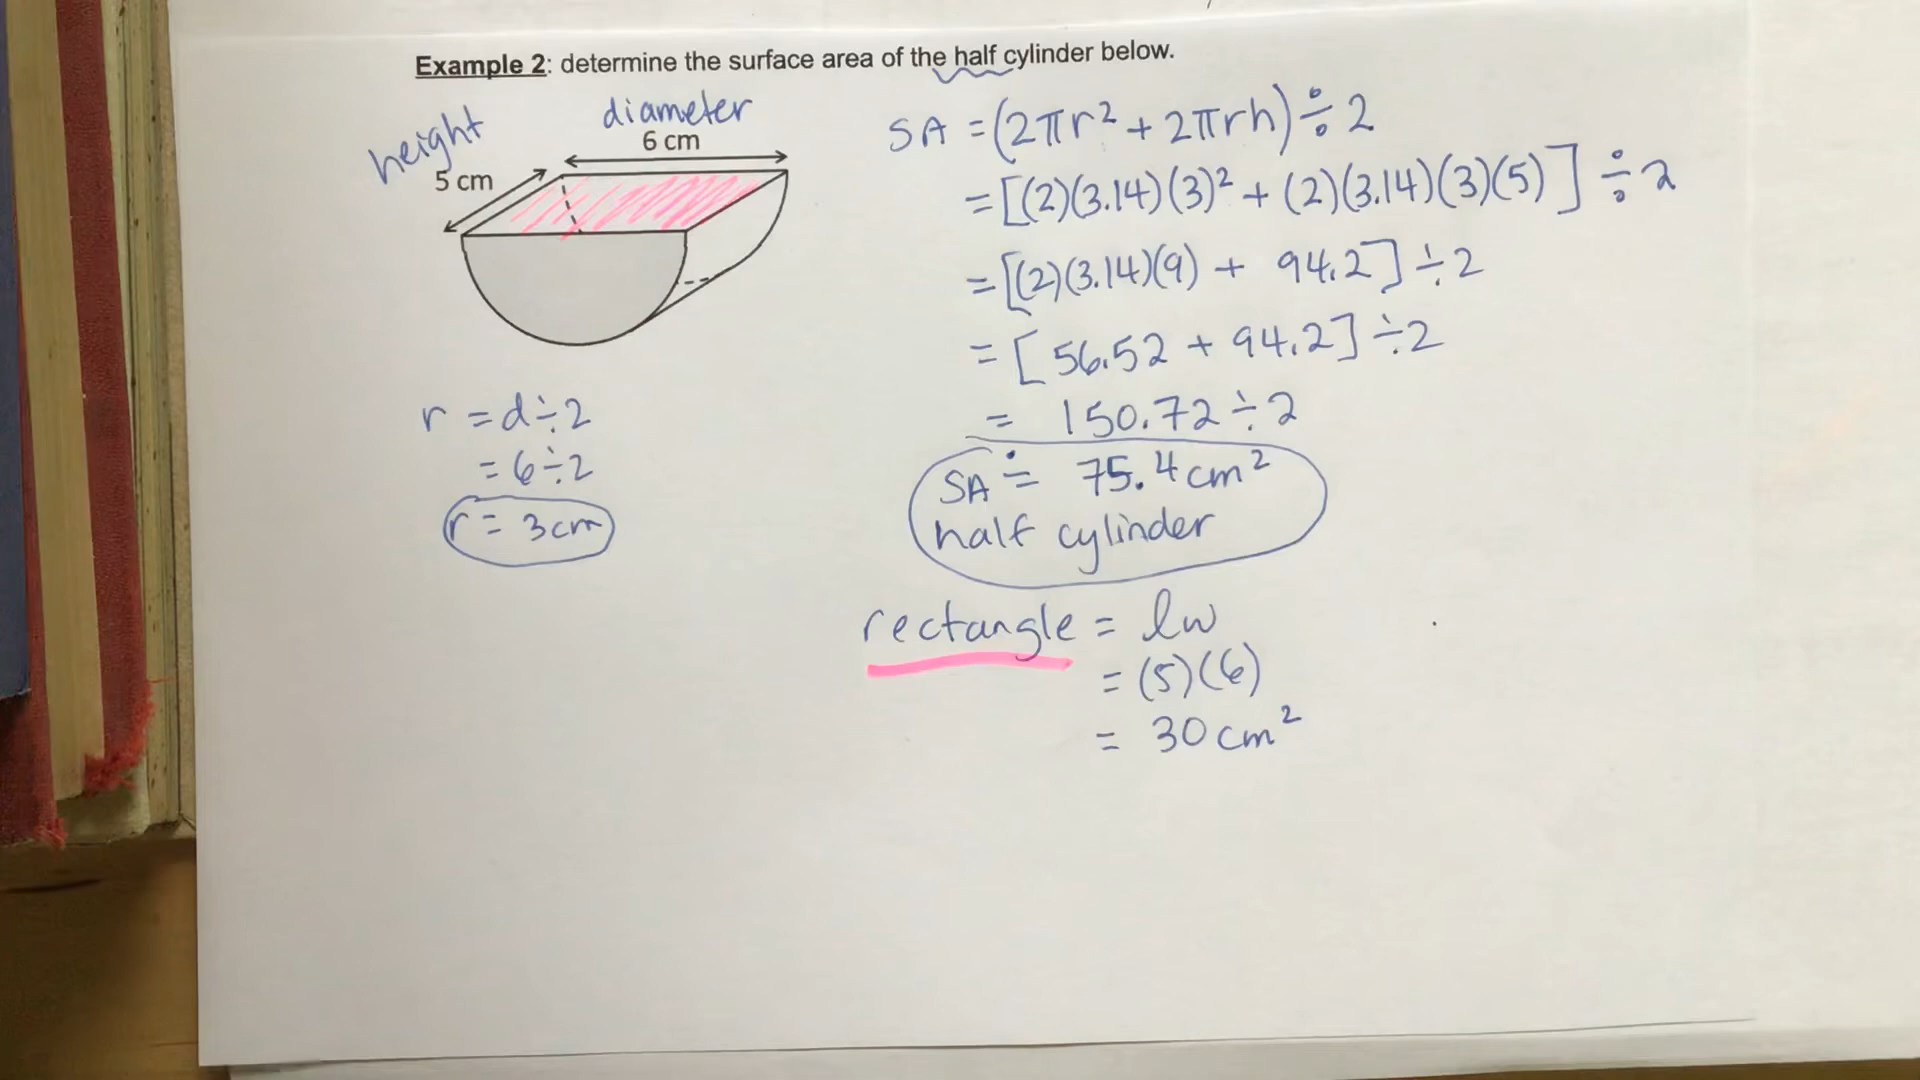 Example 2: determine the surface area of the half cylinder below.
height
diameter
6 cm
5 cm
SA = (2πr² + 2πrh) ÷ 2
= [(2)(3.14)(3)² + (2)(3.14)(3)(5)] ÷ 2
= [(2)(3.14)(9) + 94.2] ÷ 2
= [56.52 + 94.2] ÷ 2
= 150.72 ÷ 2
SA ≐ 75.4 cm²
half cylinder
r = d ÷ 2
= 6 ÷ 2
r = 3 cm
rectangle = lw
= (5)(6)
= 30 cm²